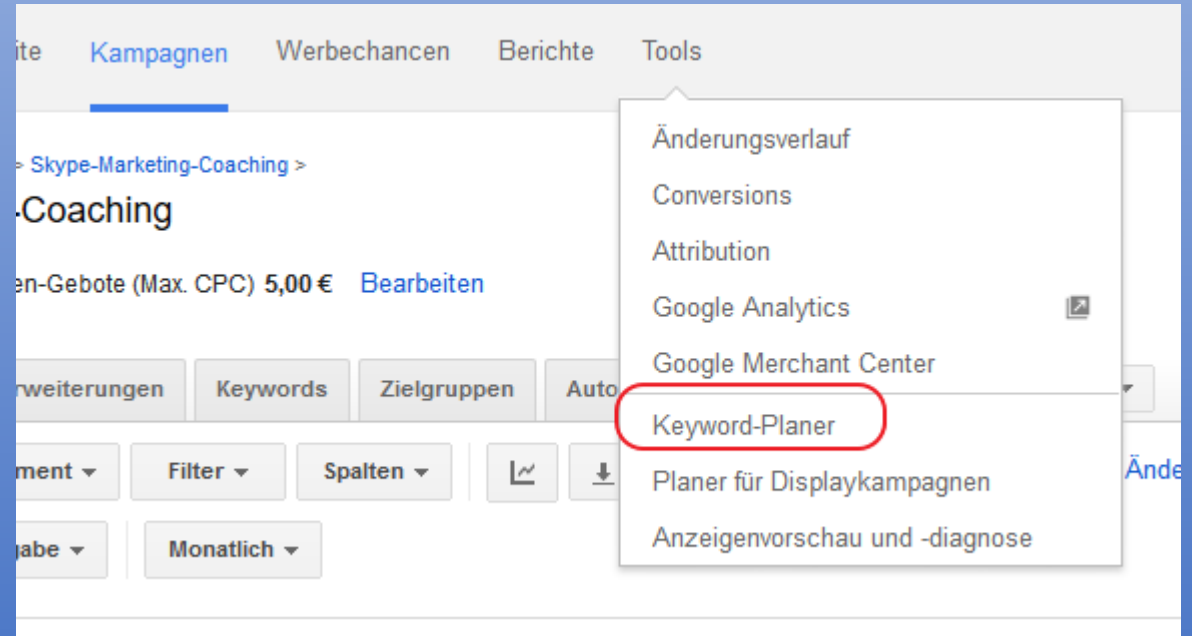 ite Kampagnen Werbechancen Berichte Tools
> Skype-Marketing-Coaching >
-Coaching
en-Gebote (Max. CPC) 5,00 € Bearbeiten
rweiterungen Keywords Zielgruppen Auto
ment Filter Spalten Ände
gabe Monatlich
Änderungsverlauf
Conversions
Attribution
Google Analytics
Google Merchant Center
Keyword-Planer
Planer für Displaykampagnen
Anzeigenvorschau und -diagnose